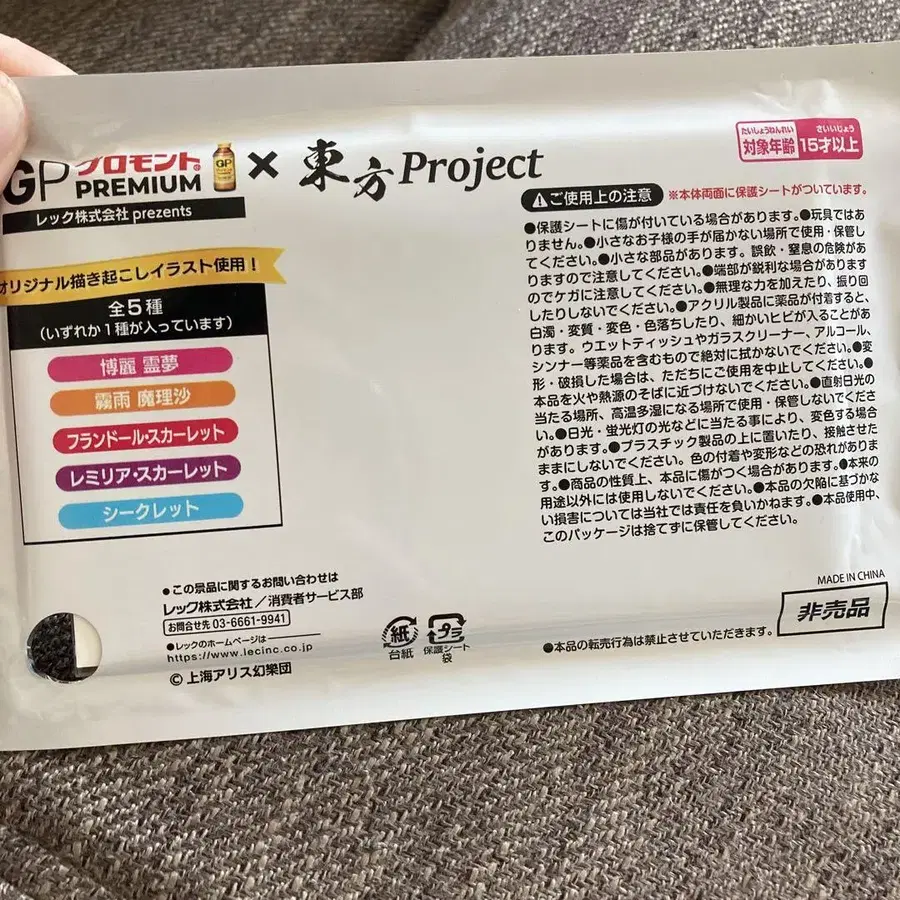 GP グロモント PREMIUM GP × 東方Project
レック株式会社 prezents
オリジナル描き起こしイラスト使用！
全5種
(いずれか1種が入っています)
博麗 霊夢
霧雨 魔理沙
フランドール・スカーレット
レミリア・スカーレット
シークレット
たいしょうねんれい さいいじょう
対象年齢 15才以上
ご使用上の注意 ※本体両面に保護シートがついています。
●保護シートに傷が付いている場合があります。●玩具ではあ
りません。●小さなお子様の手が届かない場所で使用・保管し
てください。●小さな部品があります。誤飲・窒息の危険があ
りますので注意してください。●端部が鋭利な場合があります
のでケガに注意してください。●無理な力を加えたり、振り回
したりしないでください。●アクリル製品に薬品が付着すると、
白濁・変質・変色・色落ちしたり、細かいヒビが入ることがあ
ります。ウエットティッシュやガラスクリーナー、アルコール、
シンナー等薬品を含むもので絶対に拭かないでください。●変
形・破損した場合は、ただちにご使用を中止してください。●
本品を火や熱源のそばに近づけないでください。●直射日光の
当たる場所、高温多湿になる場所で使用・保管しないでくださ
い。●日光・蛍光灯の光などに当たる事により、変色する場合
があります。●プラスチック製品の上に置いたり、接触させた
ままにしないでください。色の付着や変形などの恐れがありま
す。●商品の性質上、本品に傷がつく場合があります。●本来の
用途以外には使用しないでください。●本品の欠陥に基づかな
い損害については当社では責任を負いかねます。●本品使用中、
このパッケージは捨てずに保管してください。
●この景品に関するお問い合わせは
レック株式会社／消費者サービス部
お問合せ先 03-6661-9941
●レックのホームページは
https://www.lecinc.co.jp
© 上海アリス幻樂団
紙 台紙
プラ 保護シート 袋
MADE IN CHINA
非売品
●本品の転売行為は禁止させていただきます。